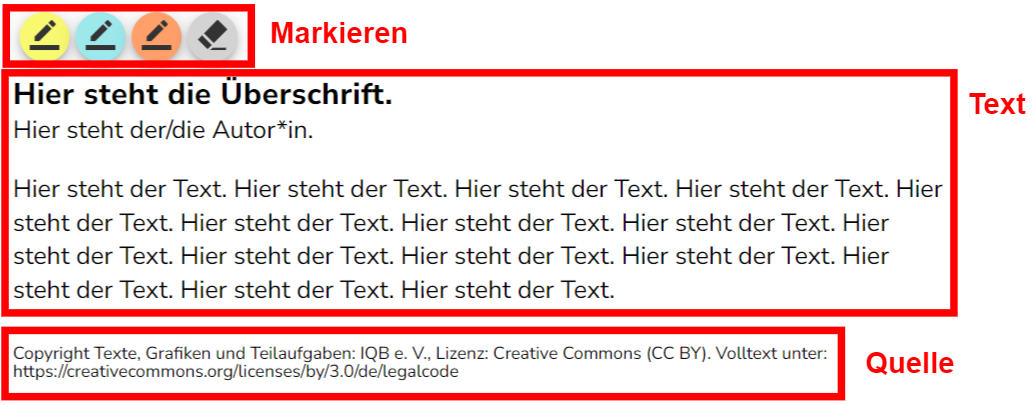 Markieren
Hier steht die Überschrift.
Text
Hier steht der/die Autor*in.
Hier steht der Text. Hier steht der Text. Hier steht der Text. Hier steht der Text. Hier
steht der Text. Hier steht der Text. Hier steht der Text. Hier steht der Text. Hier
steht der Text. Hier steht der Text. Hier steht der Text. Hier steht der Text. Hier
steht der Text. Hier steht der Text. Hier steht der Text.
Copyright Texte, Grafiken und Teilaufgaben: IQB e. V., Lizenz: Creative Commons (CC BY). Volltext unter:
https://creativecommons.org/licenses/by/3.0/de/legalcode
Quelle